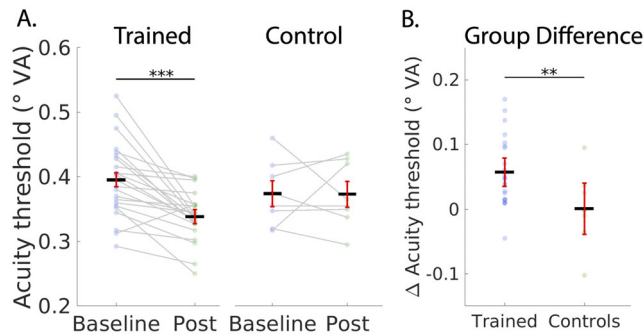 A.
Trained
Control
***
Acuity threshold (° VA)
0.6
0.5
0.4
0.3
0.2
Baseline Post
Baseline Post
B.
Group Difference
**
Δ Acuity threshold (° VA)
0.2
0.1
0
-0.1
Trained Controls